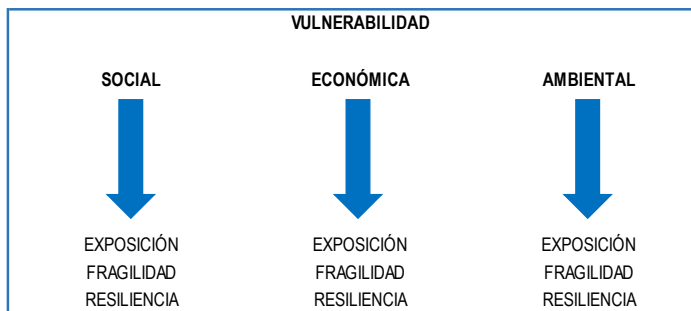 VULNERABILIDAD
SOCIAL ECONÓMICA AMBIENTAL
EXPOSICIÓN EXPOSICIÓN EXPOSICIÓN
FRAGILIDAD FRAGILIDAD FRAGILIDAD
RESILIENCIA RESILIENCIA RESILIENCIA